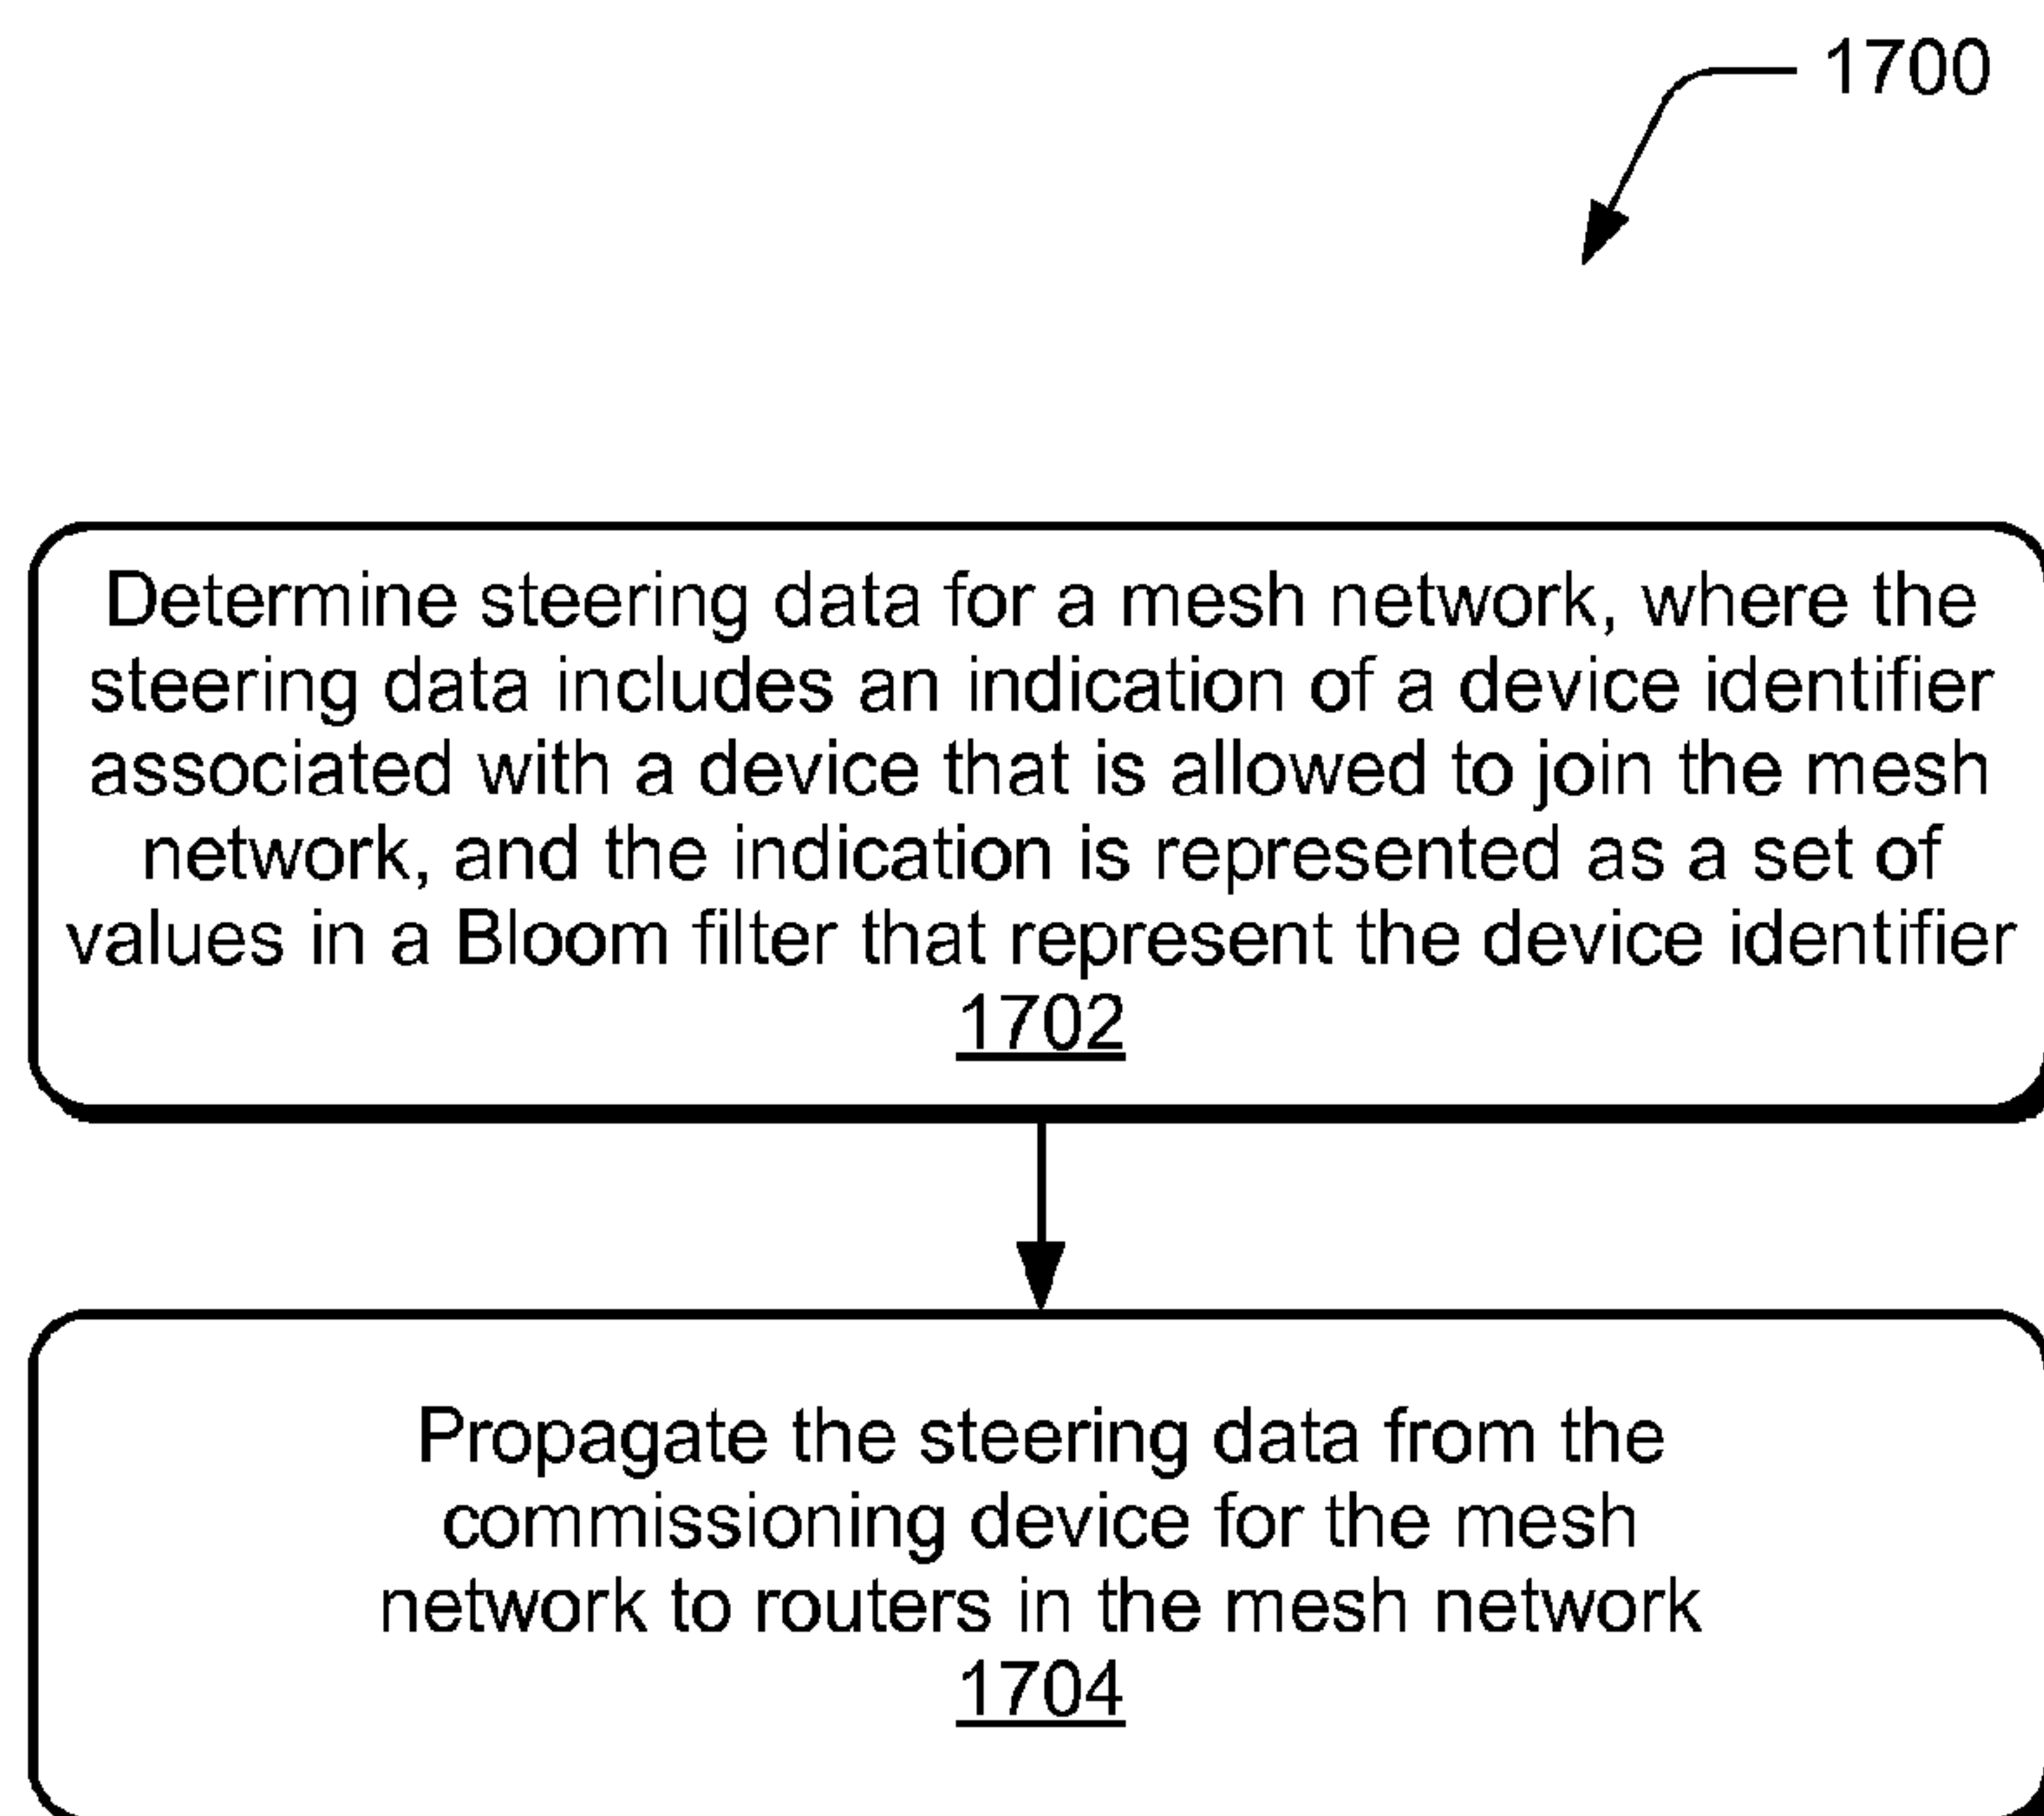 1700
Determine steering data for a mesh network, where the
steering data includes an indication of a device identifier
associated with a device that is allowed to join the mesh
network, and the indication is represented as a set of
values in a Bloom filter that represent the device identifier
1702
Propagate the steering data from the
commissioning device for the mesh
network to routers in the mesh network
1704